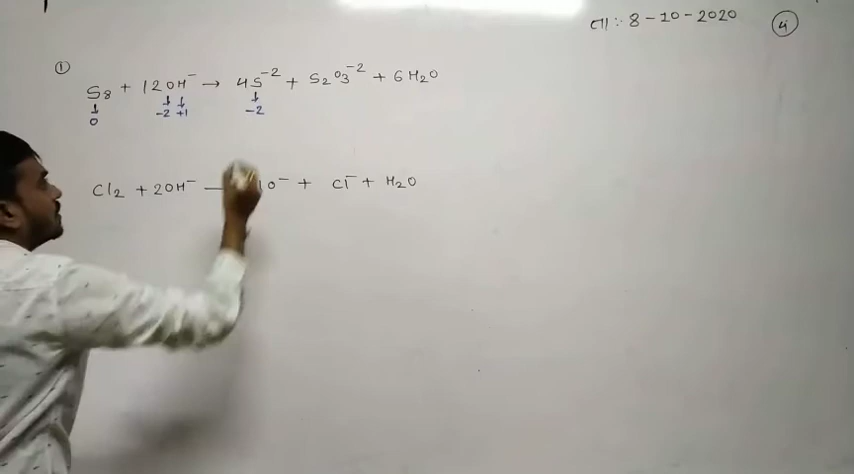 તા:: 8-10-2020 (4)
① S₈ + 12OH⁻ → 4S⁻² + S₂O₃⁻² + 6H₂O
↓ ↓ ↓ ↓
0 -2 +1 -2
Cl₂ + 2OH⁻ — lO⁻ + Cl⁻ + H₂O